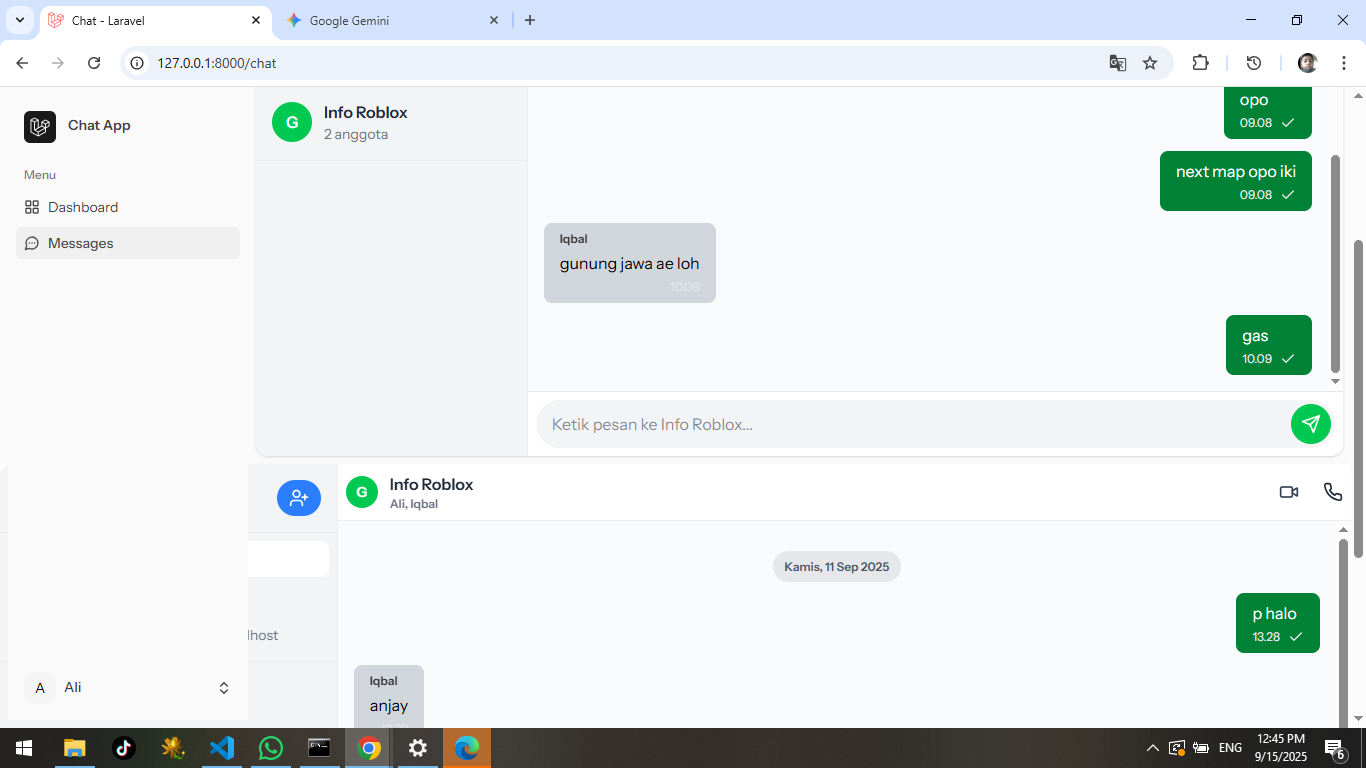 Chat - Laravel
Google Gemini
127.0.0.1:8000/chat
Chat App
Menu
Dashboard
Messages
G
Info Roblox
2 anggota
opo
09.08
next map opo iki
09.08
Iqbal
gunung jawa ae loh
10.09
gas
10.09
Ketik pesan ke Info Roblox...
G
Info Roblox
Ali, Iqbal
Kamis, 11 Sep 2025
p halo
13.28
lhost
Iqbal
anjay
A
Ali
ENG
12:45 PM
9/15/2025
6